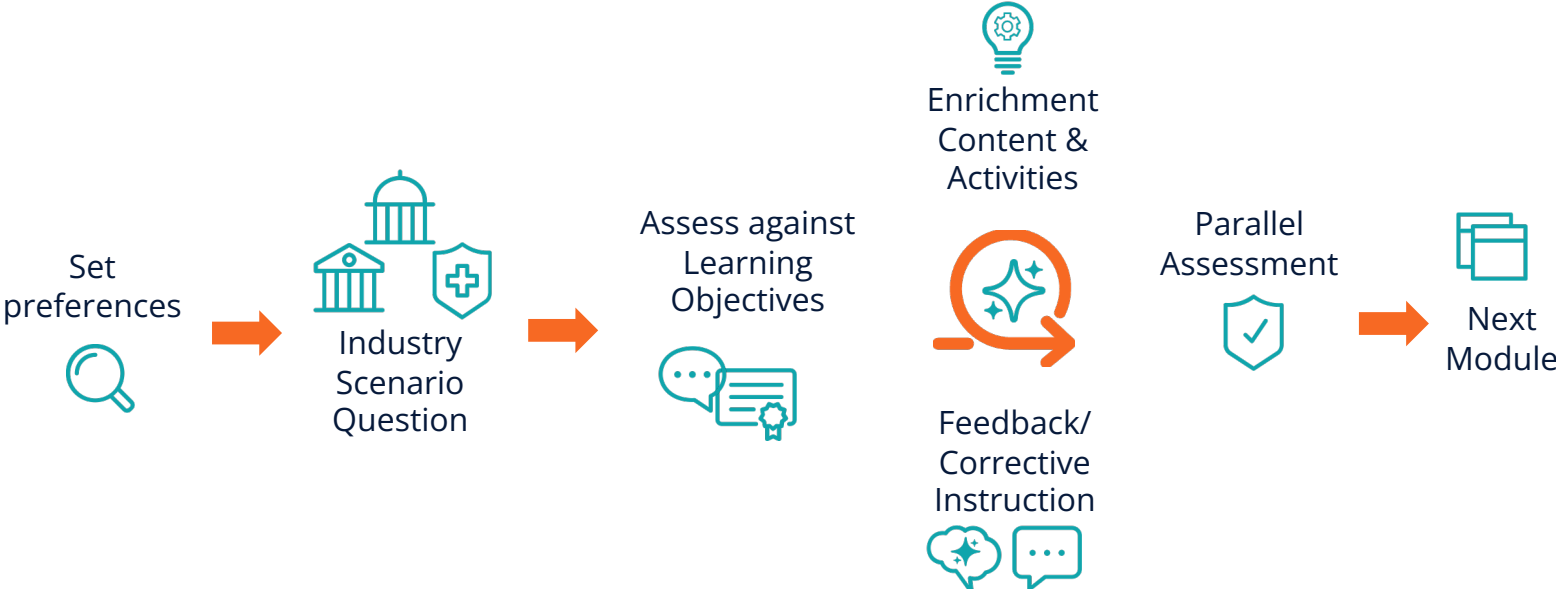 Set
preferences
Industry
Scenario
Question
Assess against
Learning
Objectives
Enrichment
Content &
Activities
Feedback/
Corrective
Instruction
Parallel
Assessment
Next
Module